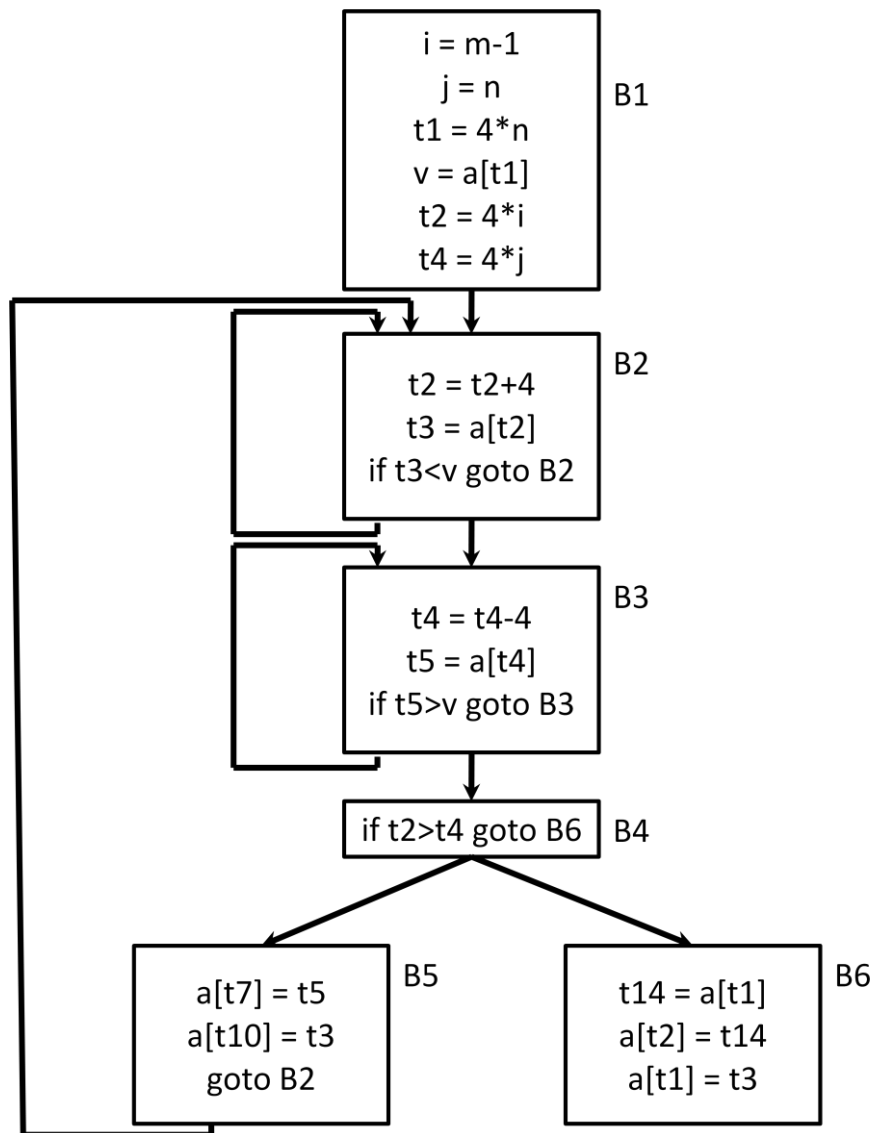 i = m-1
j = n
t1 = 4*n
v = a[t1]
t2 = 4*i
t4 = 4*j
B1
t2 = t2+4
t3 = a[t2]
if t3<v goto B2
B2
t4 = t4-4
t5 = a[t4]
if t5>v goto B3
B3
if t2>t4 goto B6
B4
a[t7] = t5
a[t10] = t3
goto B2
B5
t14 = a[t1]
a[t2] = t14
a[t1] = t3
B6